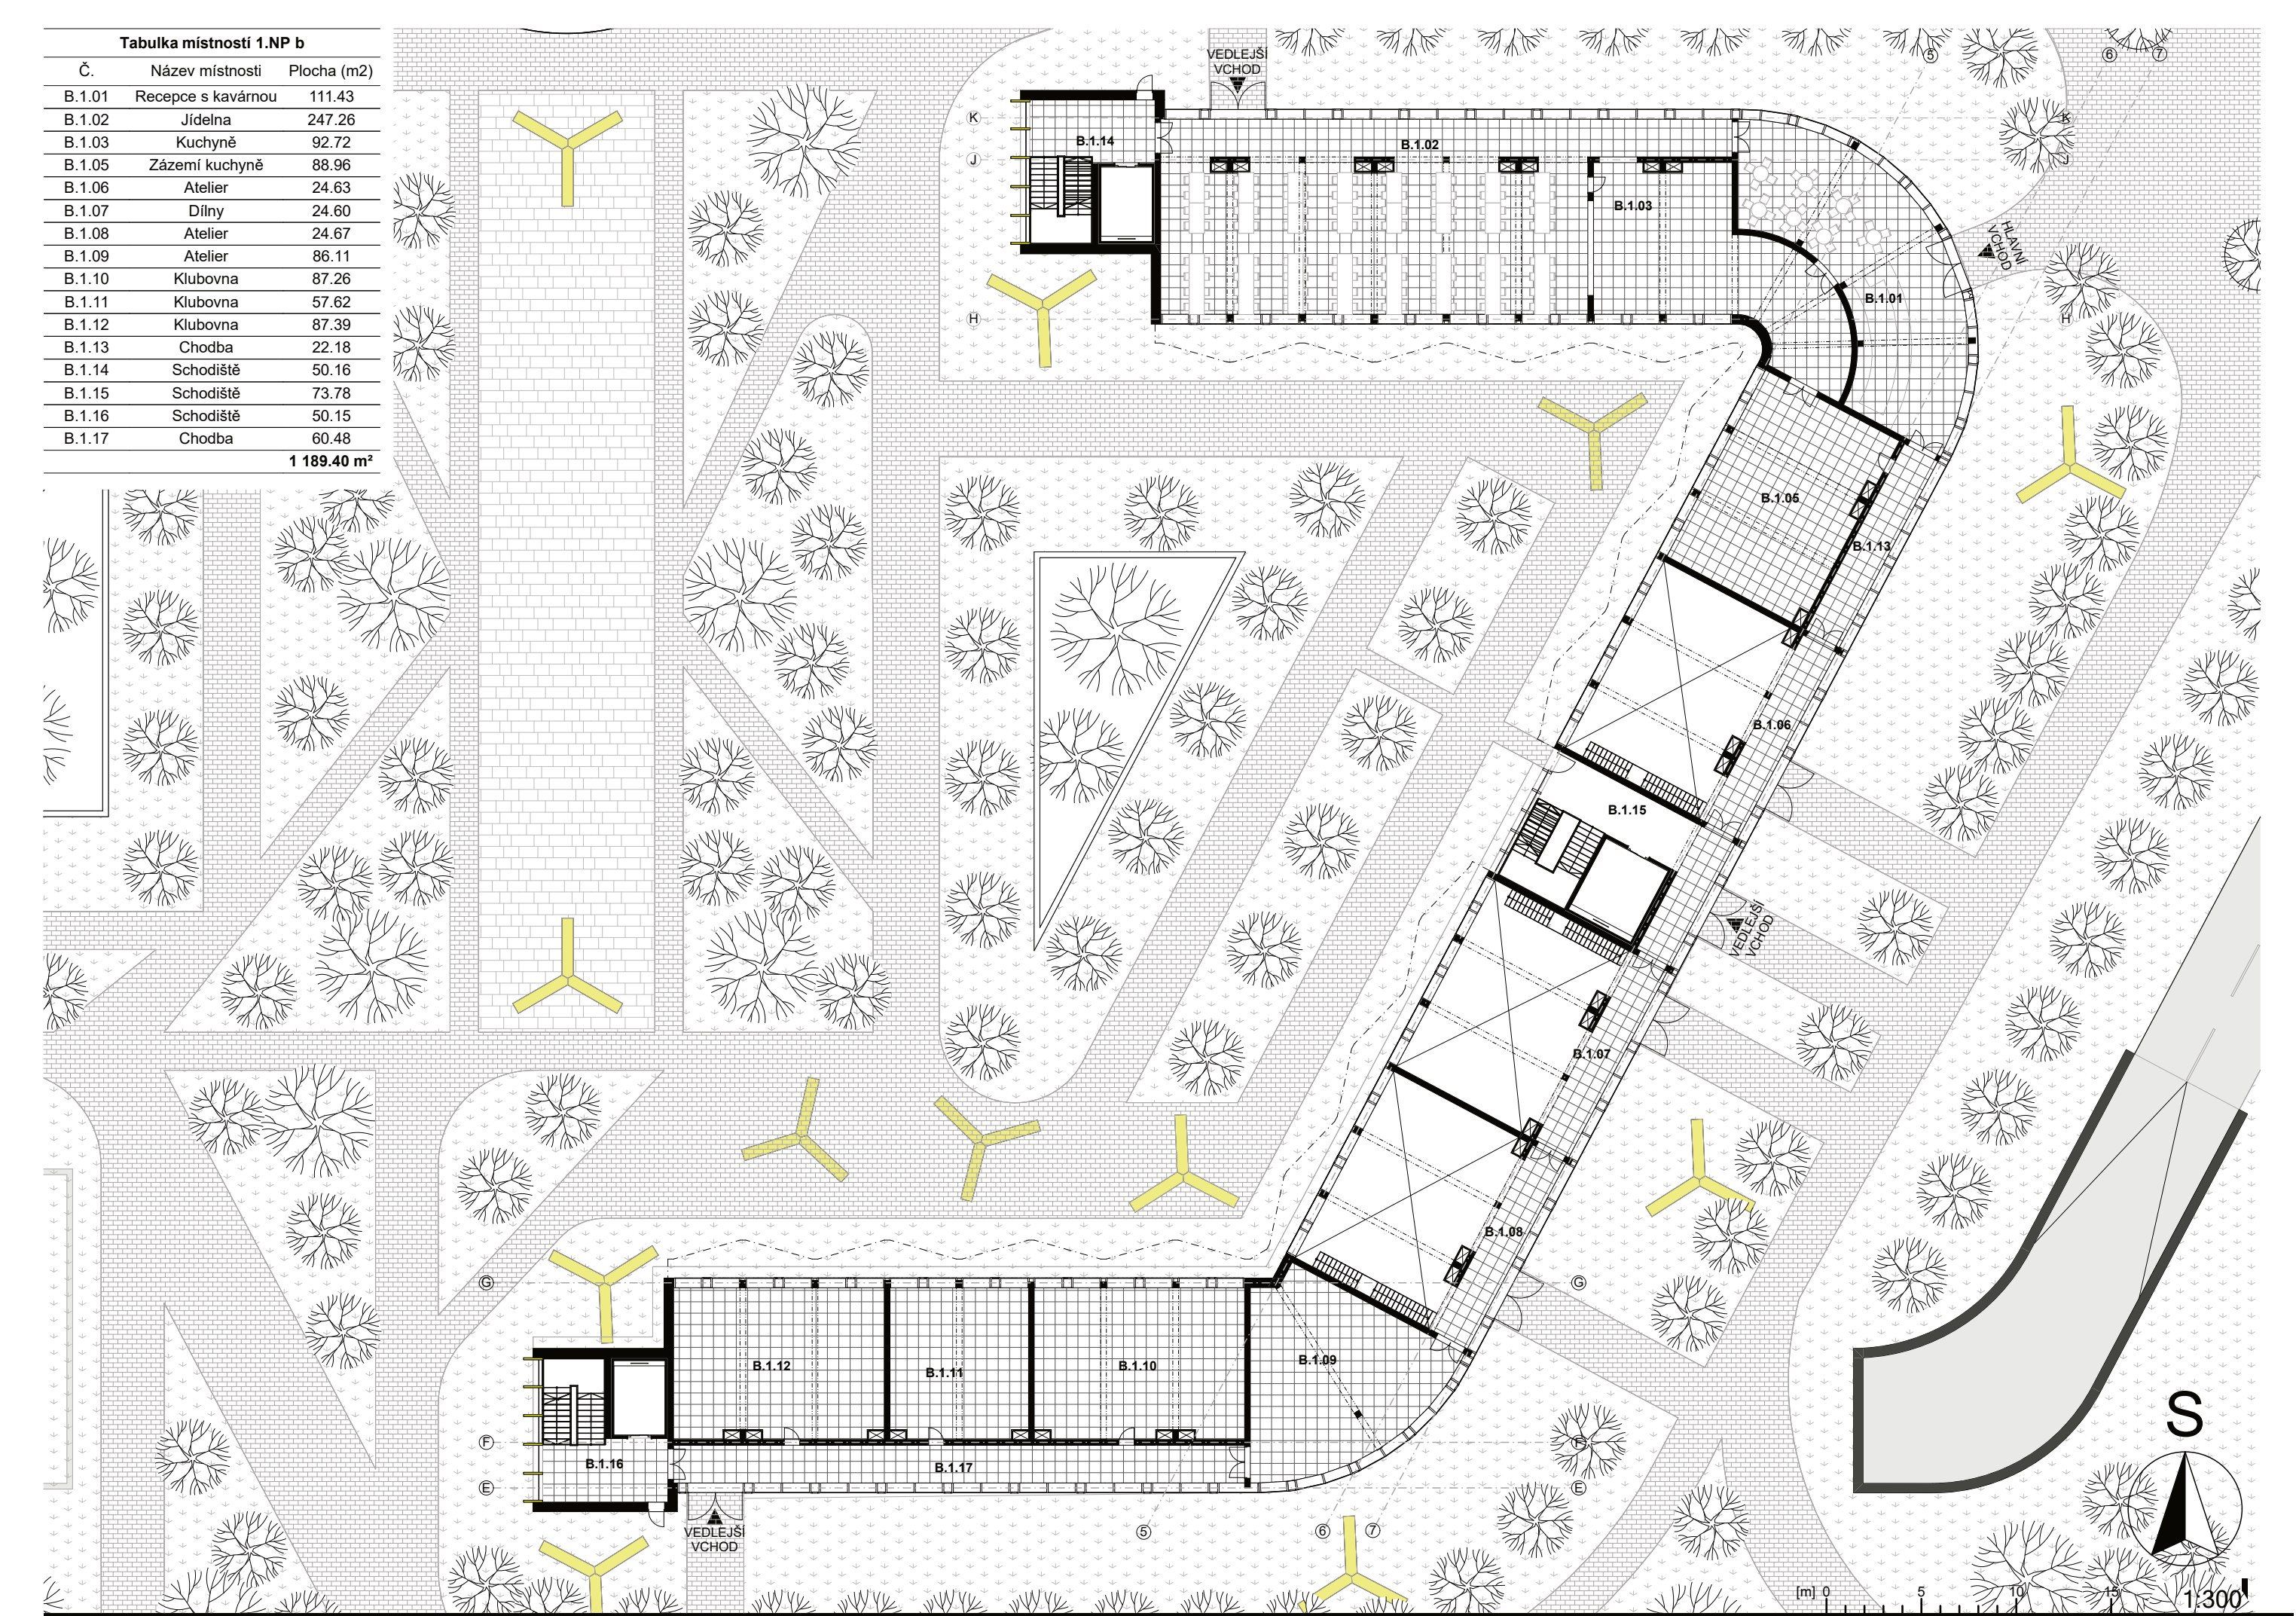 Tabulka místností 1.NP b
Č. Název místnosti Plocha (m2)
B.1.01 Recepce s kavárnou 111.43
B.1.02 Jídelna 247.26
B.1.03 Kuchyně 92.72
B.1.05 Zázemí kuchyně 88.96
B.1.06 Atelier 24.63
B.1.07 Dílny 24.60
B.1.08 Atelier 24.67
B.1.09 Atelier 86.11
B.1.10 Klubovna 87.26
B.1.11 Klubovna 57.62
B.1.12 Klubovna 87.39
B.1.13 Chodba 22.18
B.1.14 Schodiště 50.16
B.1.15 Schodiště 73.78
B.1.16 Schodiště 50.15
B.1.17 Chodba 60.48
1 189.40 m²
VEDLEJŠÍ
VCHOD
5
6
7
K
K
B.1.14
B.1.02
J
J
B.1.03
HLAVNÍ
VCHOD
B.1.01
H
H
B.1.05
B.1.13
B.1.06
B.1.15
VEDLEJŠÍ
VCHOD
B.1.07
B.1.08
G
G
B.1.12
B.1.11
B.1.10
B.1.09
F
F
B.1.16
B.1.17
E
E
VEDLEJŠÍ
VCHOD
5
6
7
S
[m] 0 5 10 15
1:300